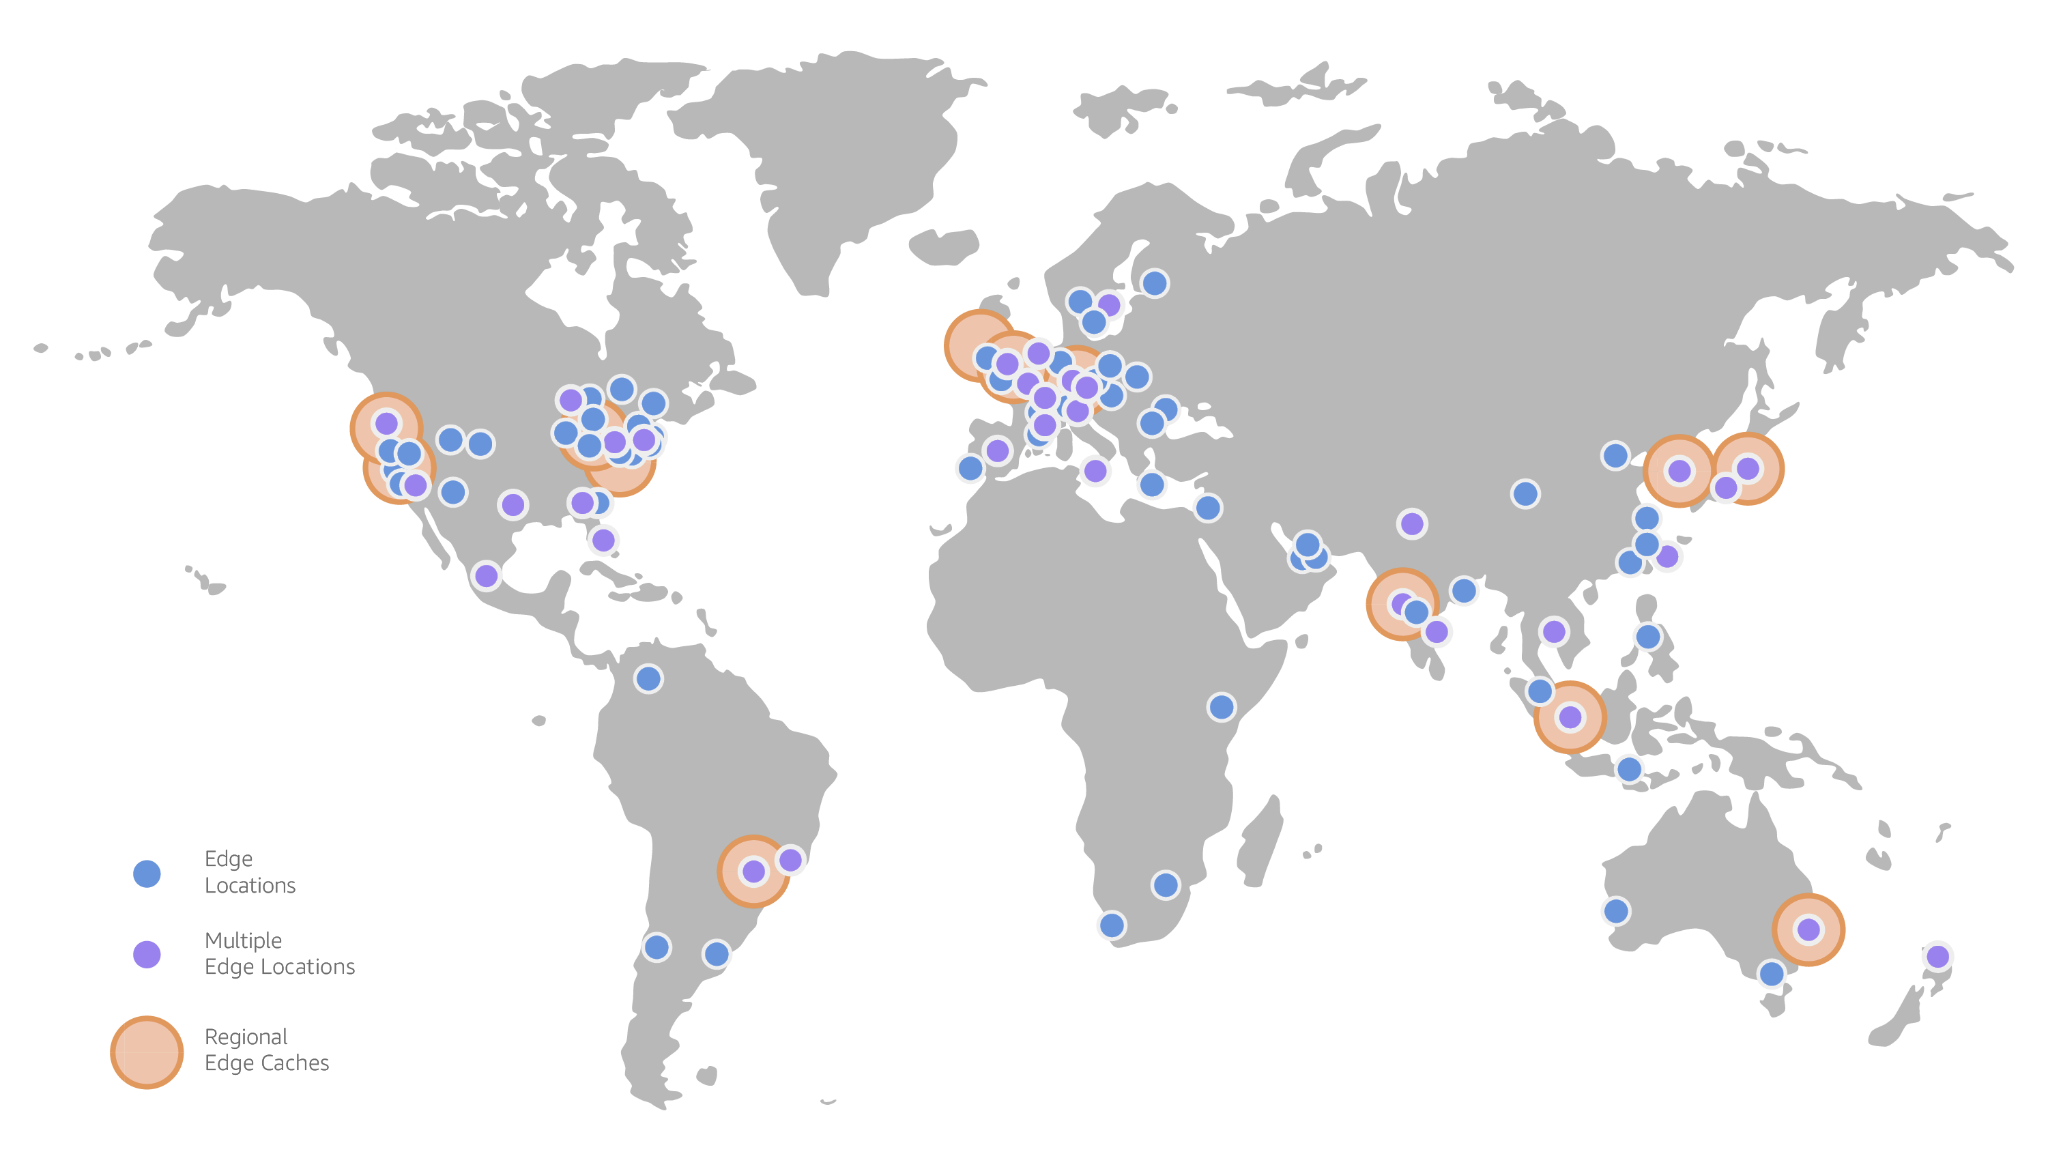 Edge
Locations
Multiple
Edge Locations
Regional
Edge Caches